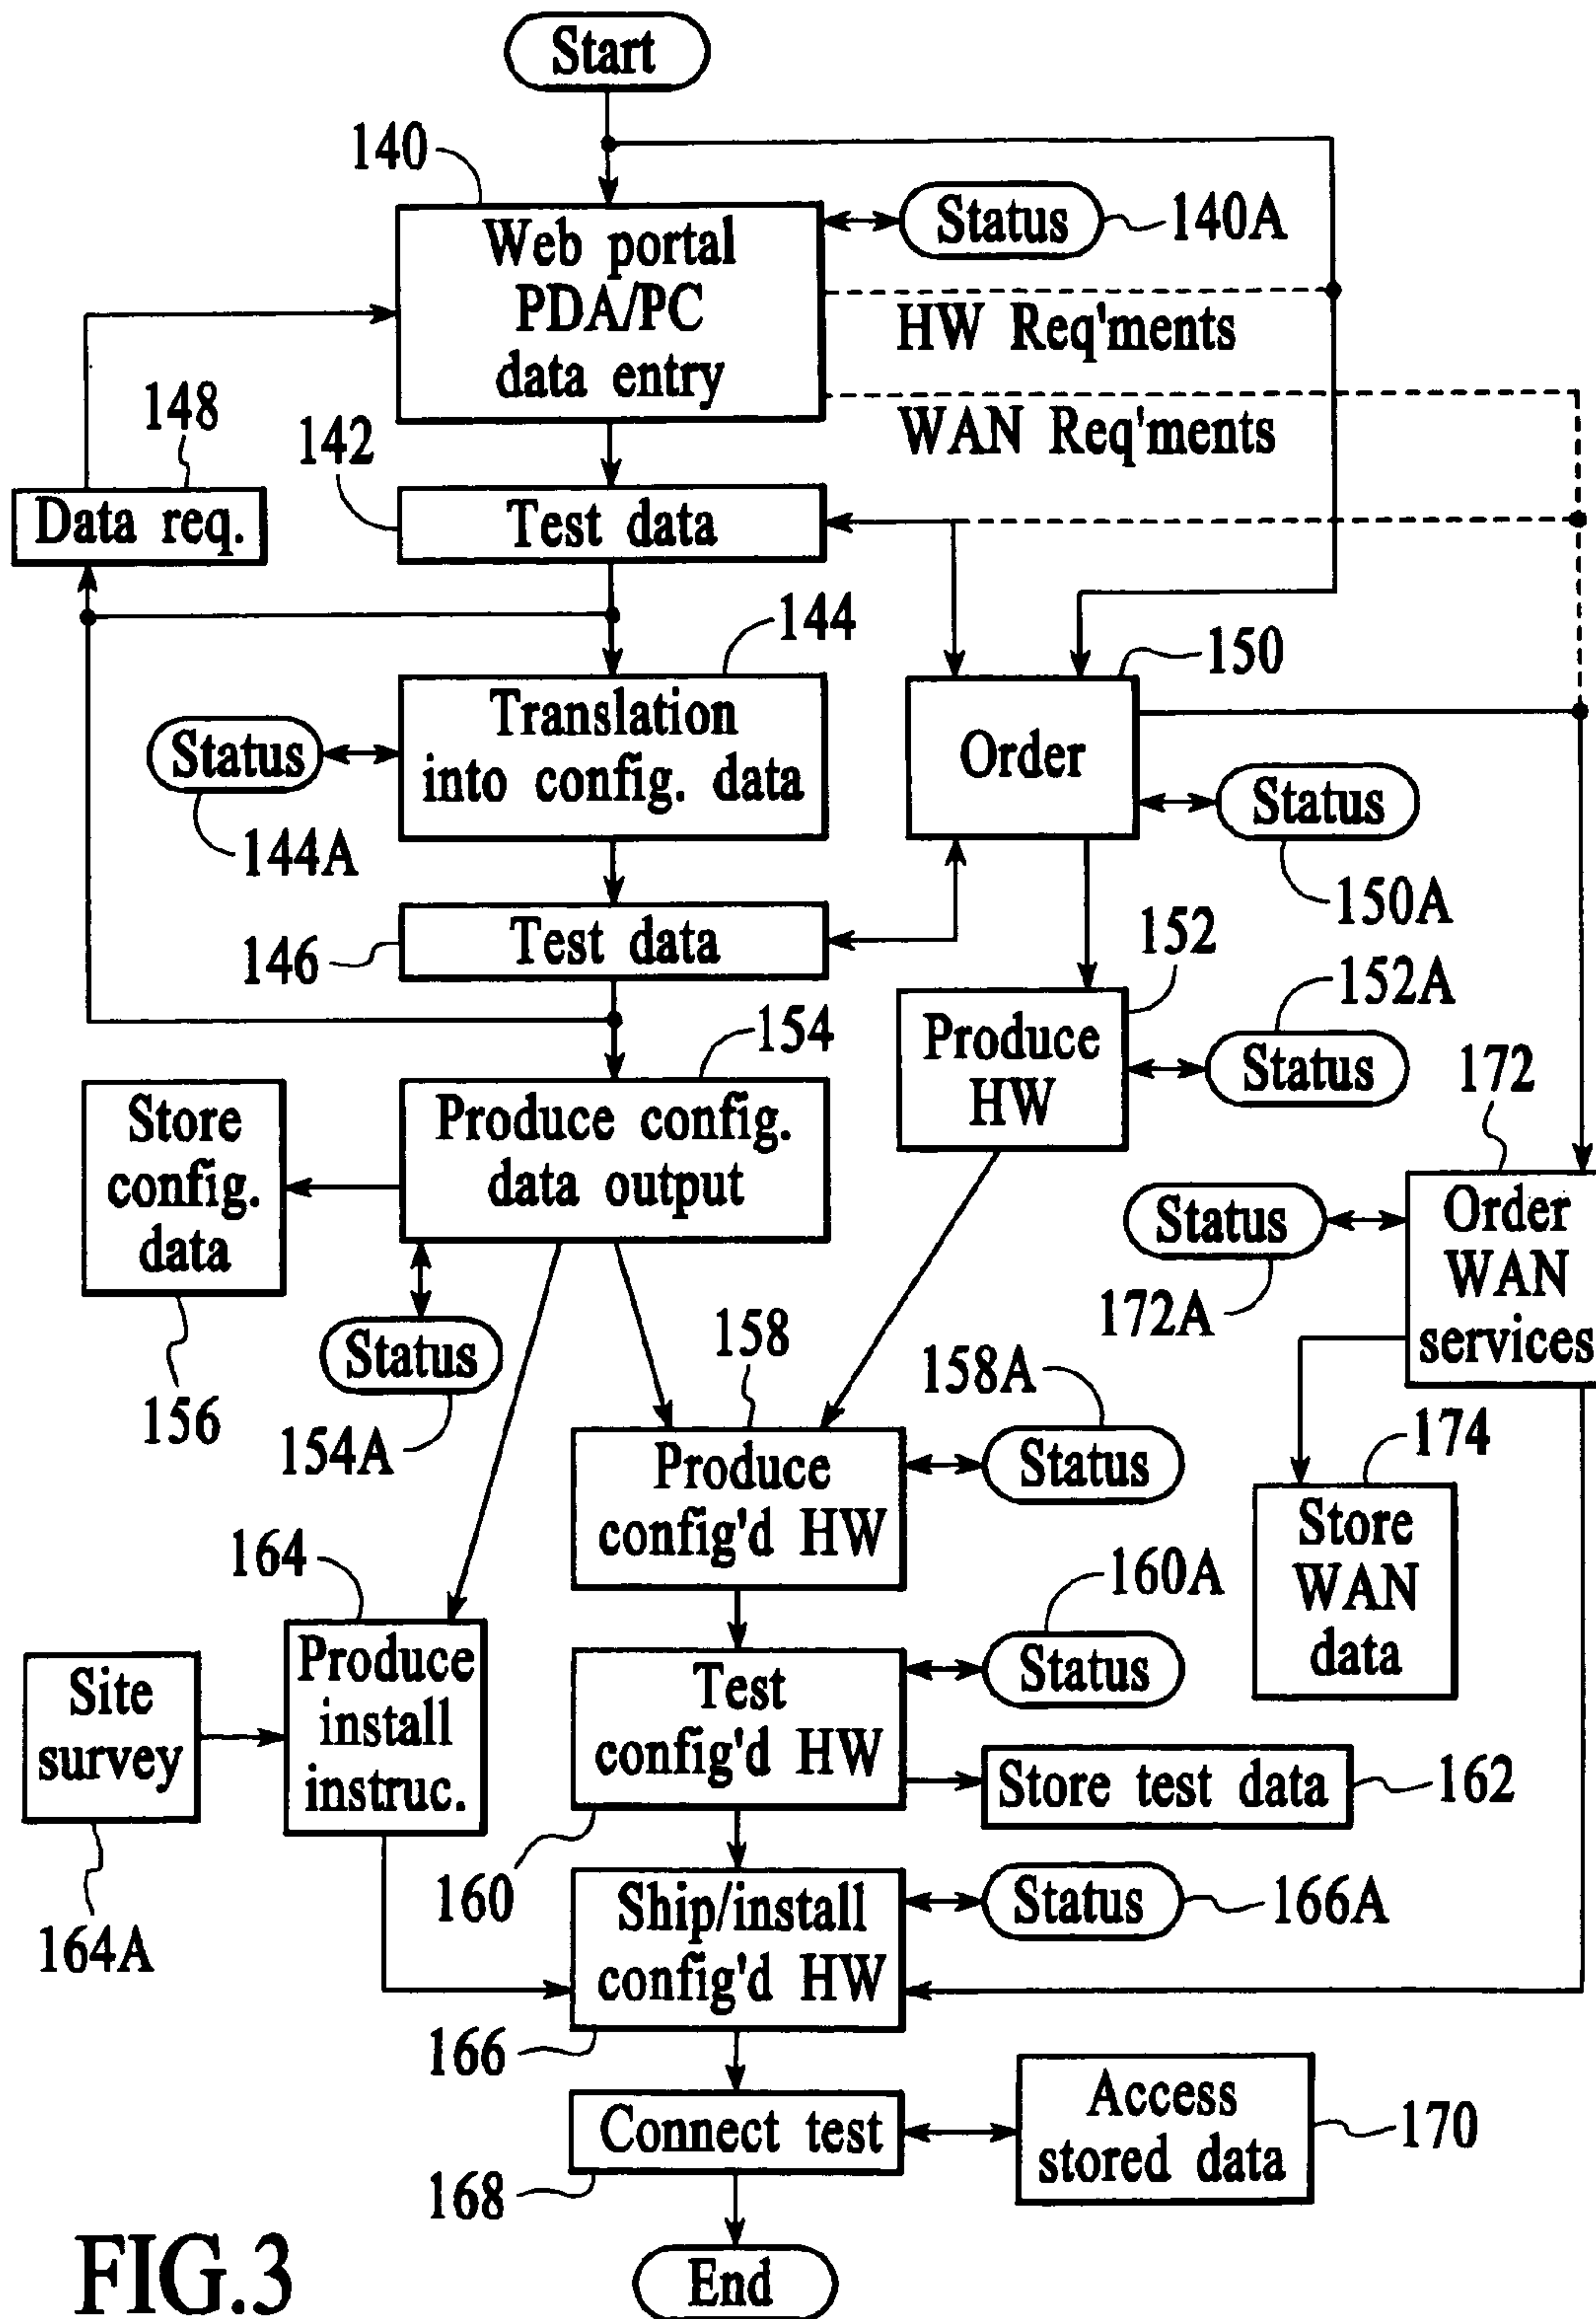 Start
140
Web portal
PDA/PC
data entry
Status
140A
HW Req'ments
WAN Req'ments
148
Data req.
142
Test data
144
Translation
into config. data
Status
144A
150
Order
Status
150A
146
Test data
152
Produce
HW
152A
Status
154
Produce config.
data output
Store
config.
data
156
Status
154A
172
Order
WAN
services
Status
172A
158
Produce
config'd HW
158A
Status
174
Store
WAN
data
164
Produce
install
instruc.
Site
survey
164A
160A
Status
Test
config'd HW
160
Store test data
162
Ship/install
config'd HW
166
Status
166A
Connect test
168
Access
stored data
170
End
FIG.3